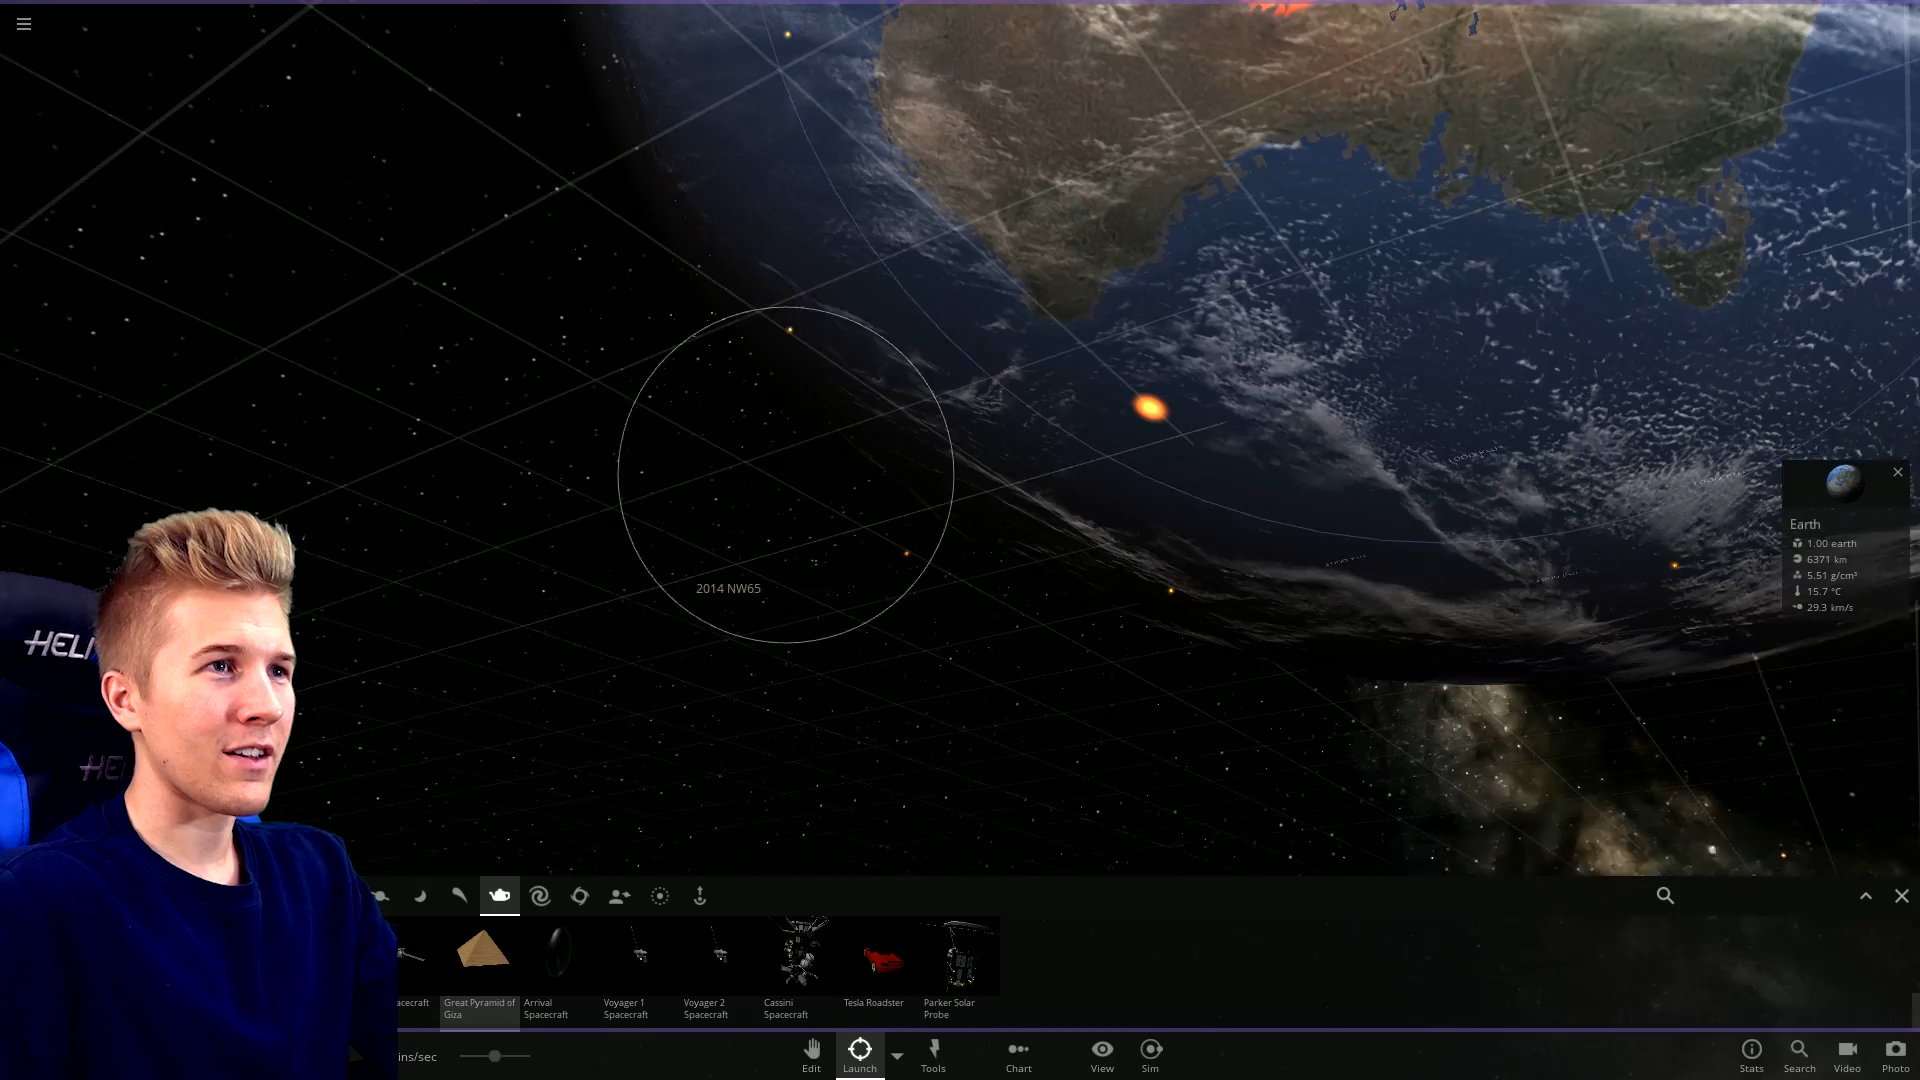 2014 NW65
Earth
1.00 earth
6371 km
5.51 g/cm³
15.7 °C
29.3 km/s
HELI
HE
acecraft
Great Pyramid of
Giza
Arrival
Spacecraft
Voyager 1
Spacecraft
Voyager 2
Spacecraft
Cassini
Spacecraft
Tesla Roadster
Parker Solar
Probe
ins/sec
Edit
Launch
Tools
Chart
View
Sim
Stats
Search
Video
Photo